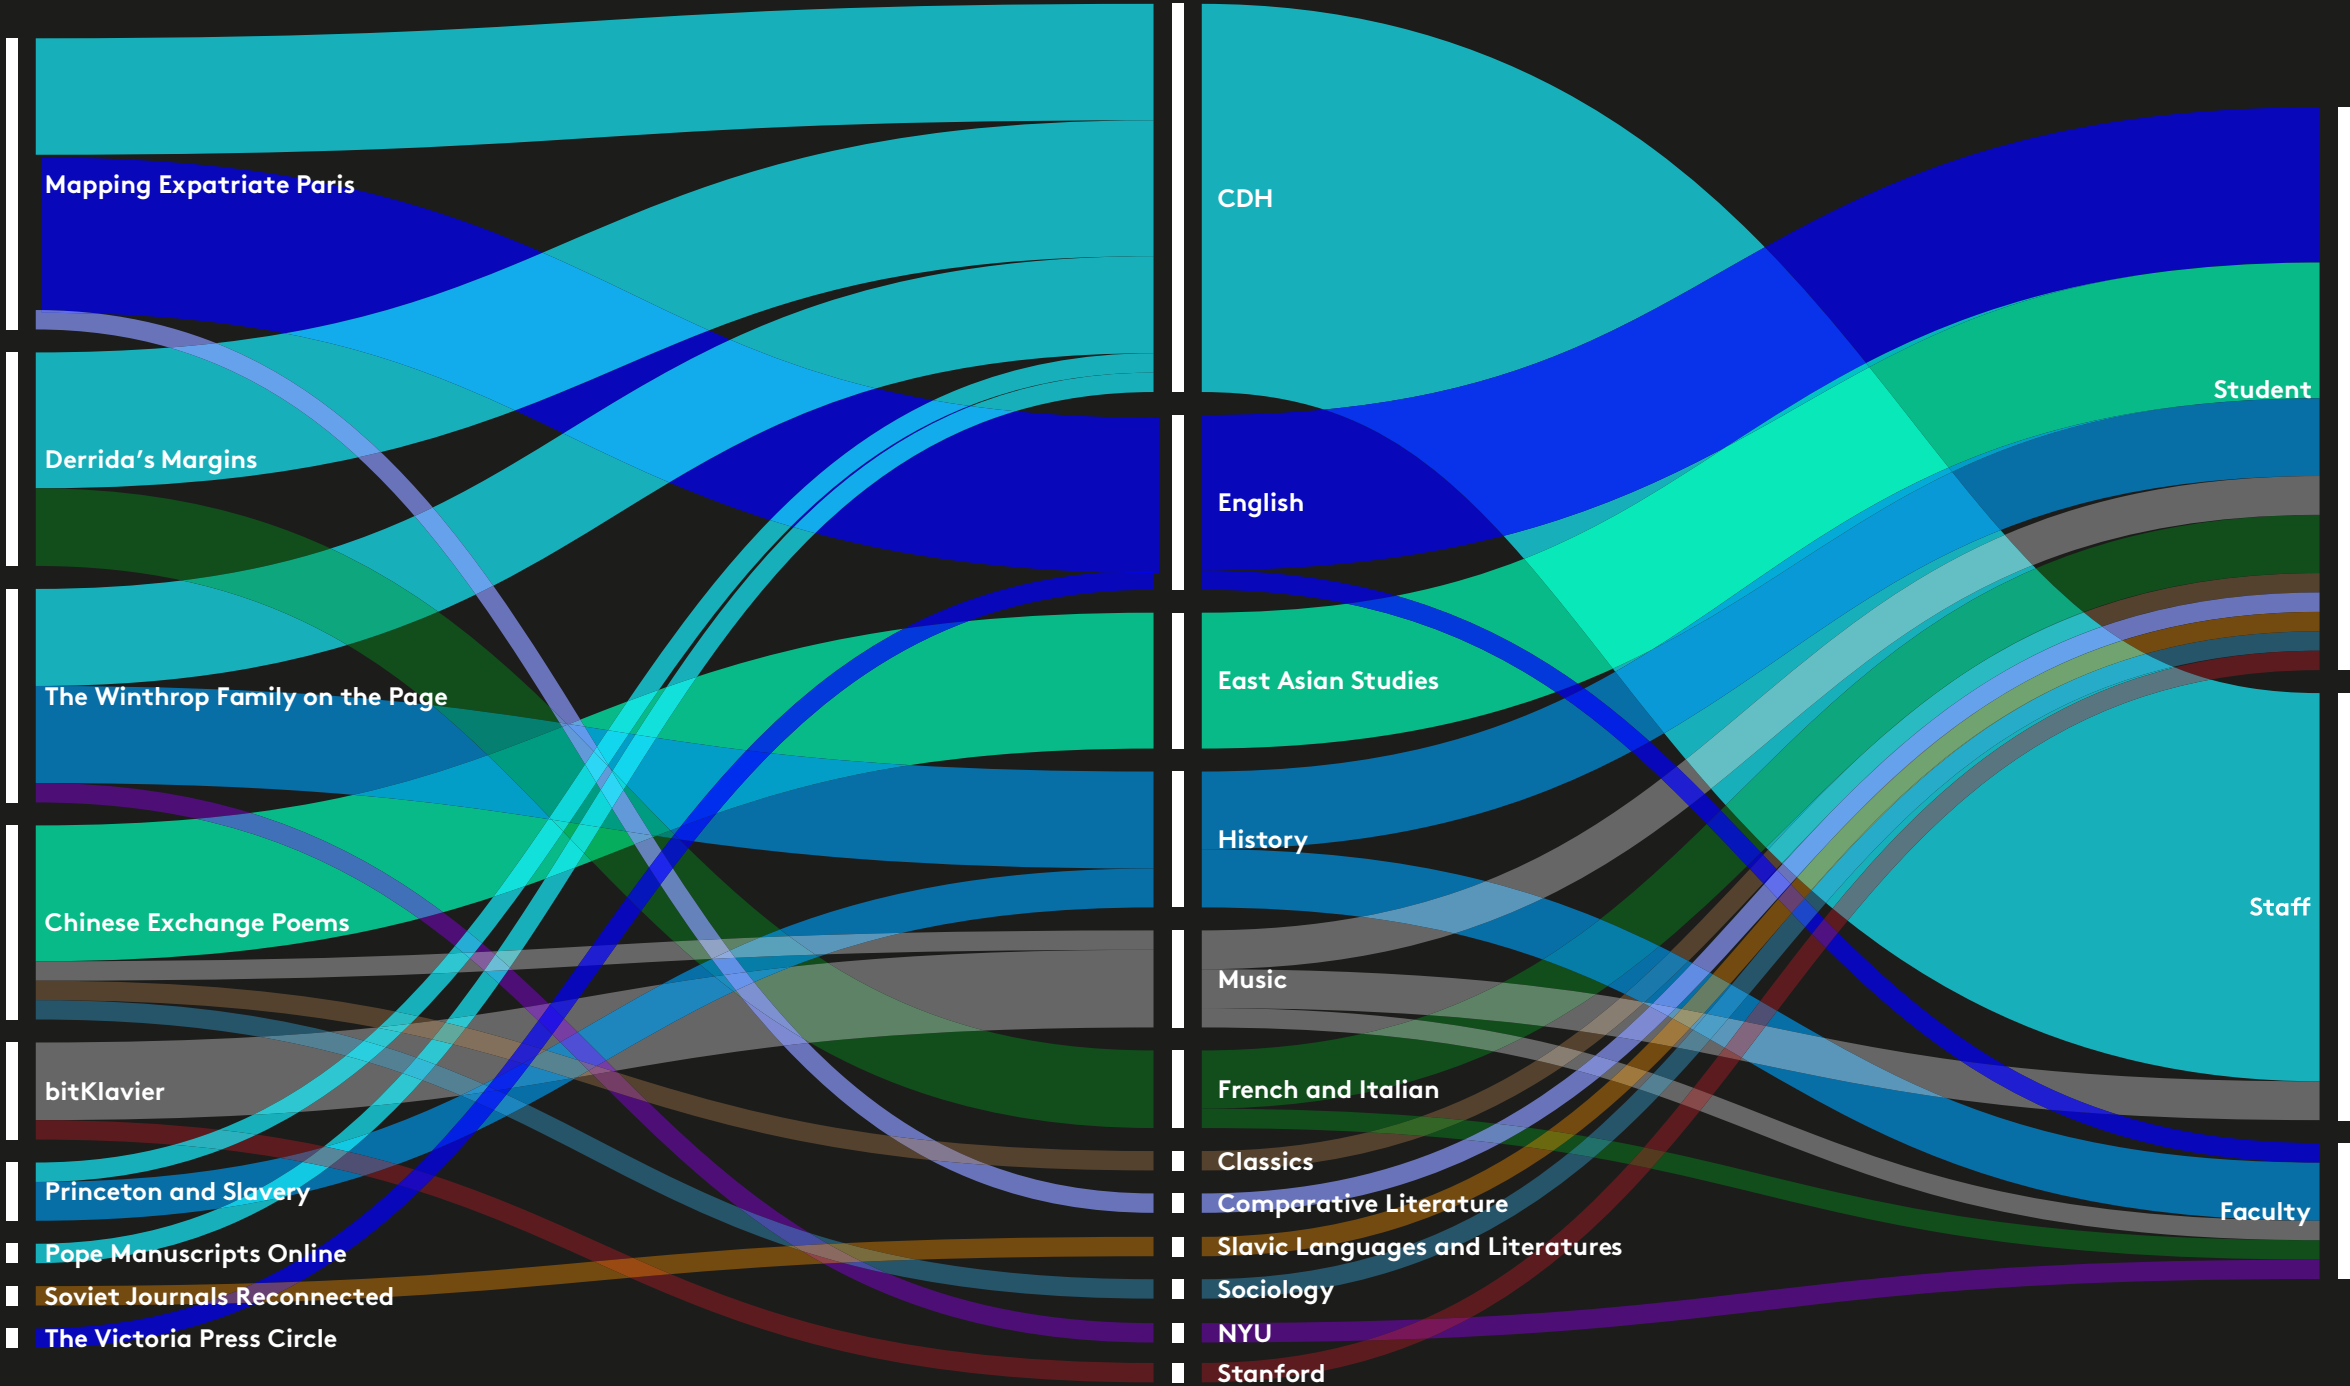 Mapping Expatriate Paris
Derrida’s Margins
The Winthrop Family on the Page
Chinese Exchange Poems
bitKlavier
Princeton and Slavery
Pope Manuscripts Online
Soviet Journals Reconnected
The Victoria Press Circle
CDH
English
East Asian Studies
History
Music
French and Italian
Classics
Comparative Literature
Slavic Languages and Literatures
Sociology
NYU
Stanford
Student
Staff
Faculty